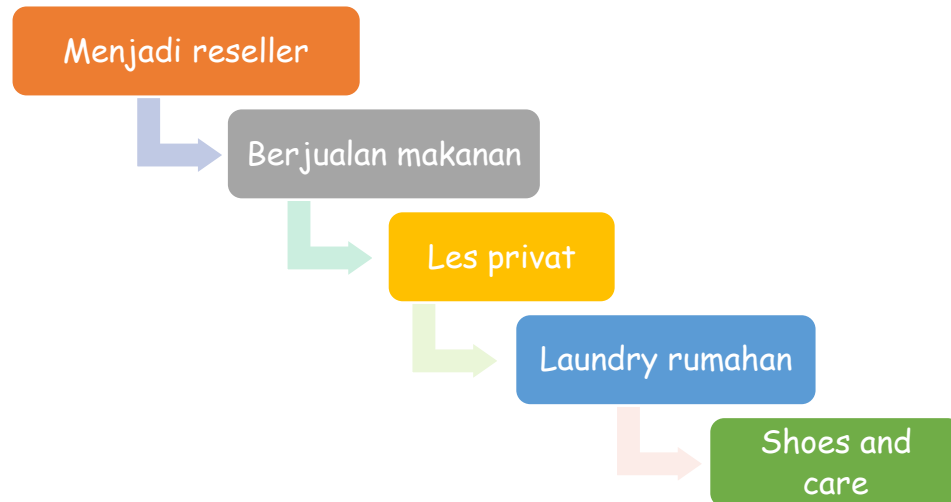 Menjadi reseller
Berjualan makanan
Les privat
Laundry rumahan
Shoes and
care